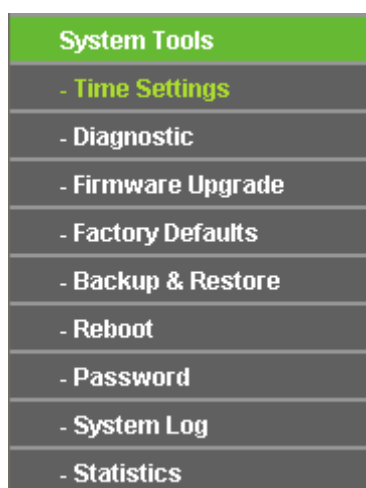 System Tools
- Time Settings
- Diagnostic
- Firmware Upgrade
- Factory Defaults
- Backup & Restore
- Reboot
- Password
- System Log
- Statistics